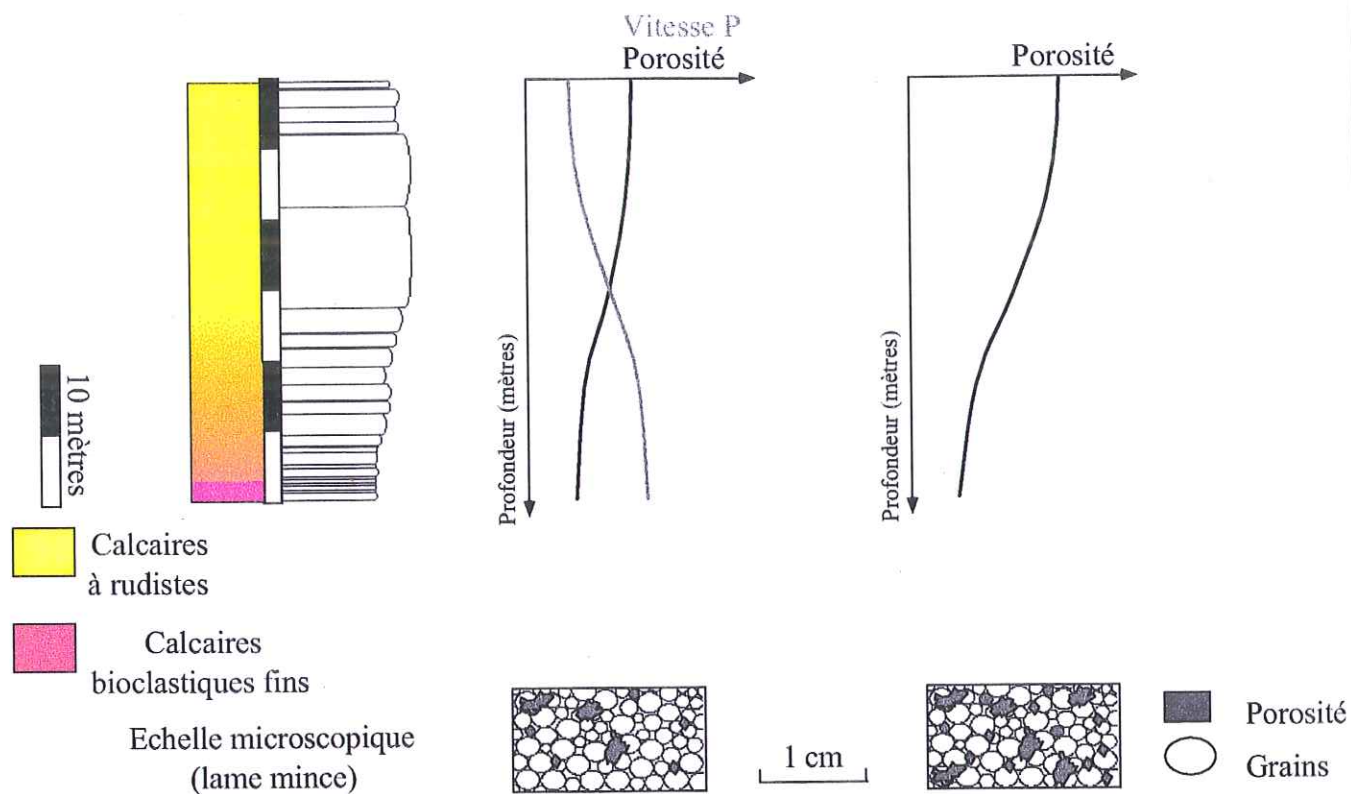 Vitesse P
Porosité
Porosité
Profondeur (mètres)
Profondeur (mètres)
10 mètres
Calcaires
à rudistes
Calcaires
bioclastiques fins
Echelle microscopique
(lame mince)
1 cm
Porosité
Grains